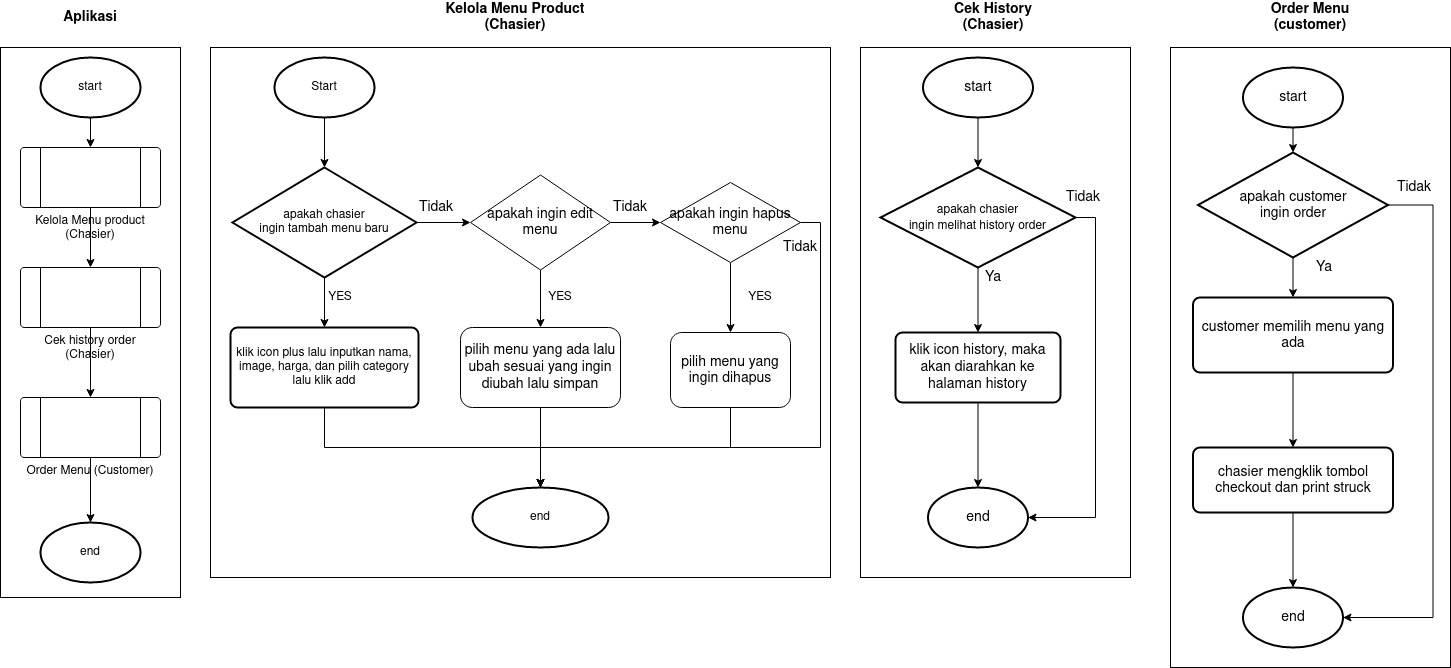 Aplikasi
start
Kelola Menu product
(Chasier)
Cek history order
(Chasier)
Order Menu (Customer)
end
Kelola Menu Product
(Chasier)
Start
apakah chasier
ingin tambah menu baru
Tidak
apakah ingin edit
menu
Tidak
apakah ingin hapus
menu
Tidak
YES
YES
YES
klik icon plus lalu inputkan nama,
image, harga, dan pilih category
lalu klik add
pilih menu yang ada lalu
ubah sesuai yang ingin
diubah lalu simpan
pilih menu yang
ingin dihapus
end
Cek History
(Chasier)
start
apakah chasier
ingin melihat history order
Tidak
Ya
klik icon history, maka
akan diarahkan ke
halaman history
end
Order Menu
(customer)
start
apakah customer
ingin order
Tidak
Ya
customer memilih menu yang
ada
chasier mengklik tombol
checkout dan print struck
end